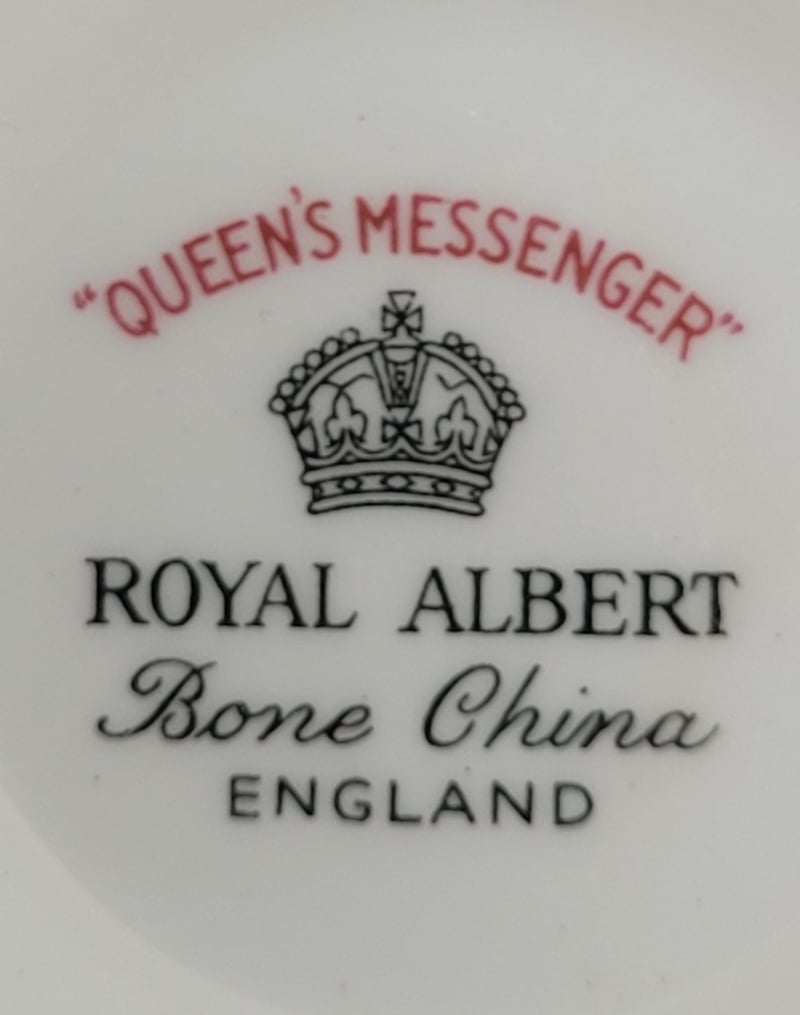 “QUEEN'S MESSENGER”
ROYAL ALBERT
Bone China
ENGLAND